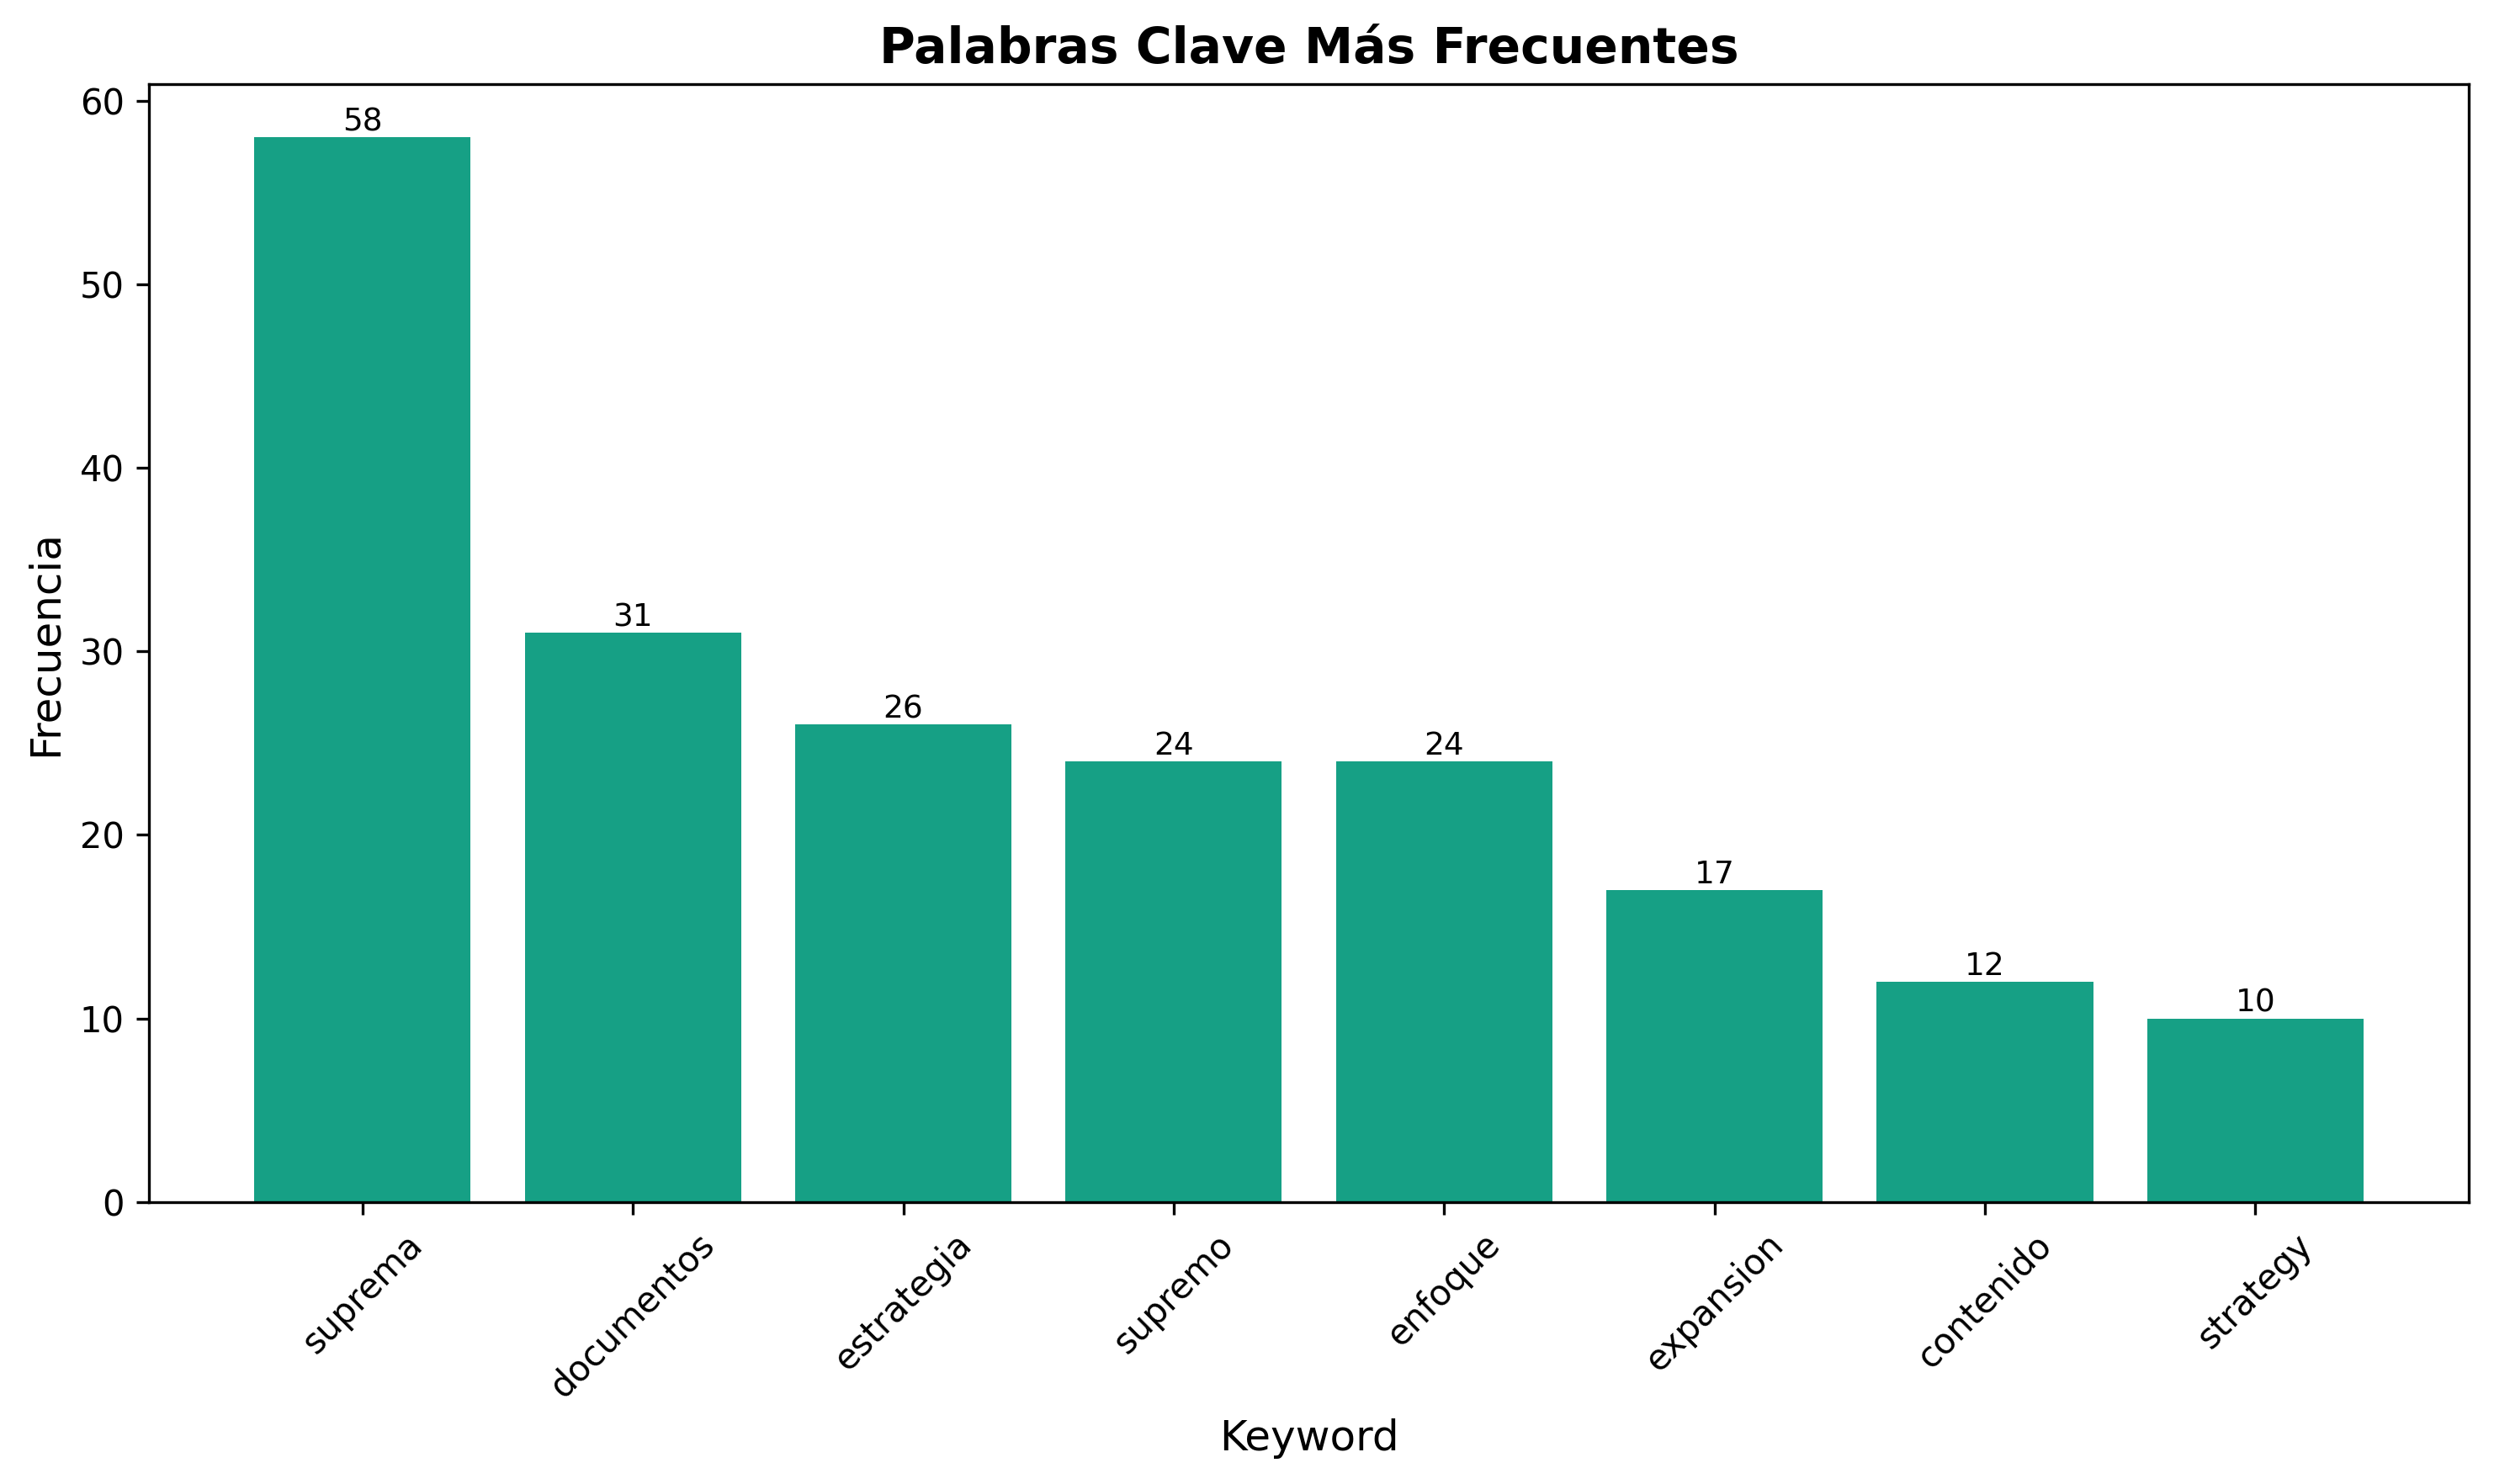 Palabras Clave Más Frecuentes
60
50
40
30
20
10
0
Frecuencia
58
31
26
24
24
17
12
10
suprema
documentos
estrategia
supremo
enfoque
expansion
contenido
strategy
Keyword